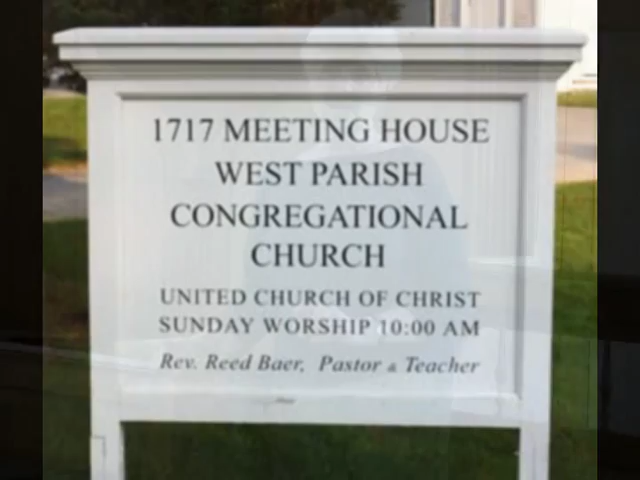 1717 MEETING HOUSE
WEST PARISH
CONGREGATIONAL
CHURCH
UNITED CHURCH OF CHRIST
SUNDAY WORSHIP 10:00 AM
Rev. Reed Baer, Pastor & Teacher